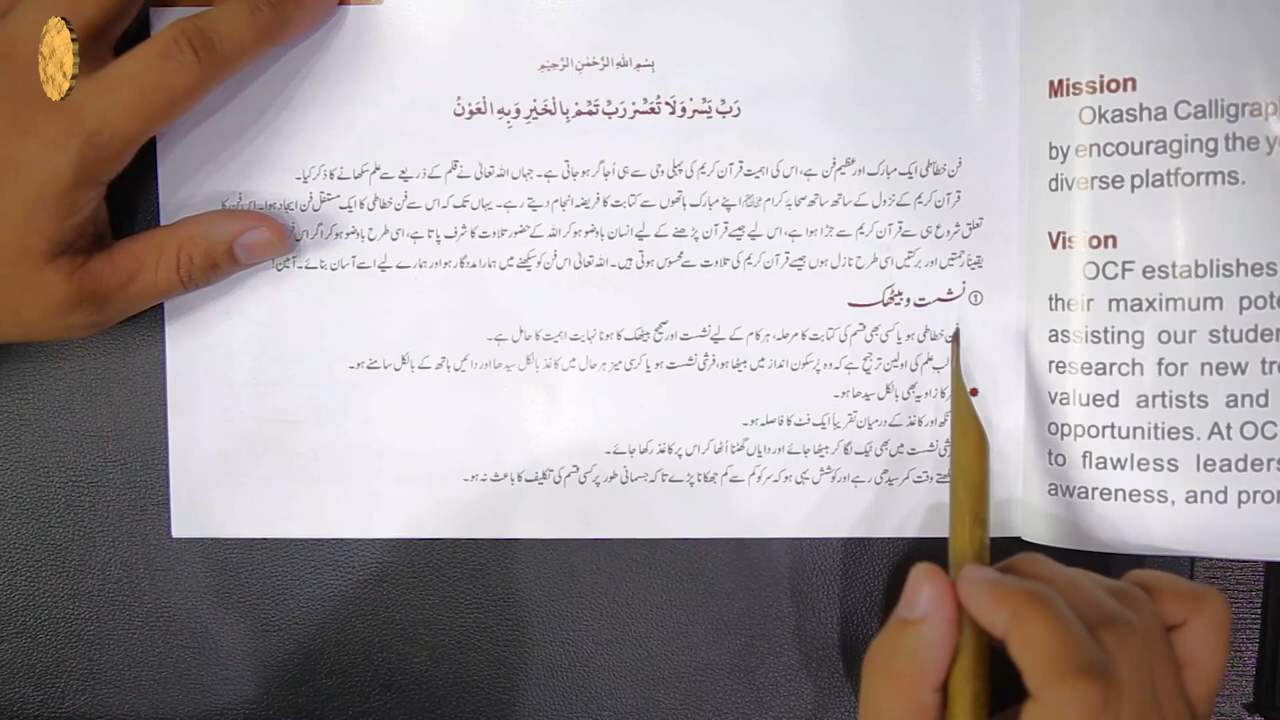 بِسْمِ اللهِ الرَّحْمٰنِ الرَّحِيْمِ
رَبِّ يَسِّرْ وَلَا تُعَسِّرْ رَبِّ تَمِّمْ بِالْخَيْرِ وَبِهِ الْعَوْنُ
فن خطاطی ایک مبارک اور عظیم فن ہے، اس کی اہمیت قرآن کریم کی پہلی وحی سے ہی اُجاگر ہو جاتی ہے۔ جہاں اللہ تعالیٰ نے قلم کے ذریعے سے علم سکھانے کا ذکر کیا۔
قرآن کریم کے نزول کے ساتھ ساتھ صحابہ کرام اپنے مبارک ہاتھوں سے کتابت کا فریضہ انجام دیتے رہے۔ یہاں تک کہ اس سے فن خطاطی کا ایک مستقل فن ایجاد ہوا۔ اس فن کا
تعلق شروع ہی سے قرآن کریم سے جڑا ہوا ہے، اس لیے جیسے قرآن پڑھنے کے لیے انسان باوضو ہو کر اللہ کے حضور تلاوت کا شرف پاتا ہے، اسی طرح باوضو ہو کر اگر اس فن
یقیناً رحمتیں اور برکتیں اسی طرح نازل ہوں جیسے قرآن کریم کی تلاوت سے محسوس ہوتی ہیں۔ اللہ تعالیٰ اس فن کو سیکھنے میں ہمارا مددگار ہو اور ہمارے لیے اسے آسان بنائے۔ آمین!
① نشست و بیٹھک
خطاطی ہو یا کسی بھی قسم کی کتابت کا مرحلہ، ہر کام کے لیے نشست اور صحیح بیٹھک کا ہونا نہایت اہمیت کا حامل ہے۔
علم کی اولین ترجیح ہے کہ وہ پُرسکون انداز میں بیٹھا ہو، فرشی نشست ہو یا کرسی میز ہر حال میں کاغذ بالکل سیدھا اور دائیں ہاتھ کے بالکل سامنے ہو۔
کا زاویہ بھی بالکل سیدھا ہو۔
اور کاغذ کے درمیان تقریباً ایک فٹ کا فاصلہ ہو۔
نشست میں بھی ٹیک لگا کر بیٹھا جائے اور دایاں گھٹنا اُٹھا کر اس پر کاغذ رکھا جائے۔
وقت کمر سیدھی رہے اور کوشش یہی ہو کہ سر کو کم سے کم جھکانا پڑے تاکہ جسمانی طور پر کسی قسم کی تکلیف کا باعث نہ ہو۔
Mission
Okasha Calligrap
by encouraging the y
diverse platforms.
Vision
OCF establishes
their maximum pote
assisting our studen
research for new tre
valued artists and
opportunities. At OC
to flawless leaders
awareness, and pro